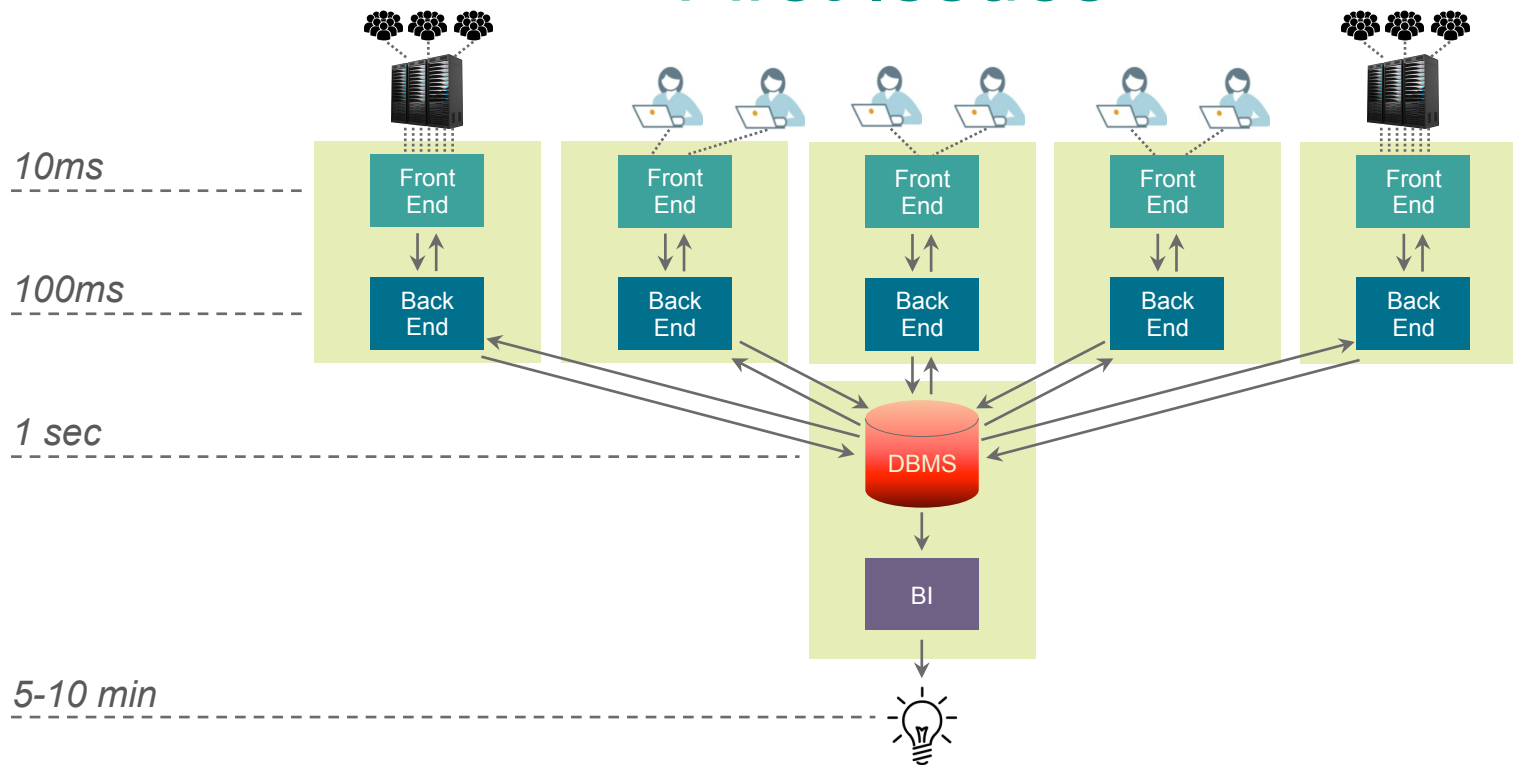 10ms
Front
End
Front
End
Front
End
Front
End
Front
End
100ms
Back
End
Back
End
Back
End
Back
End
Back
End
1 sec
DBMS
BI
5-10 min